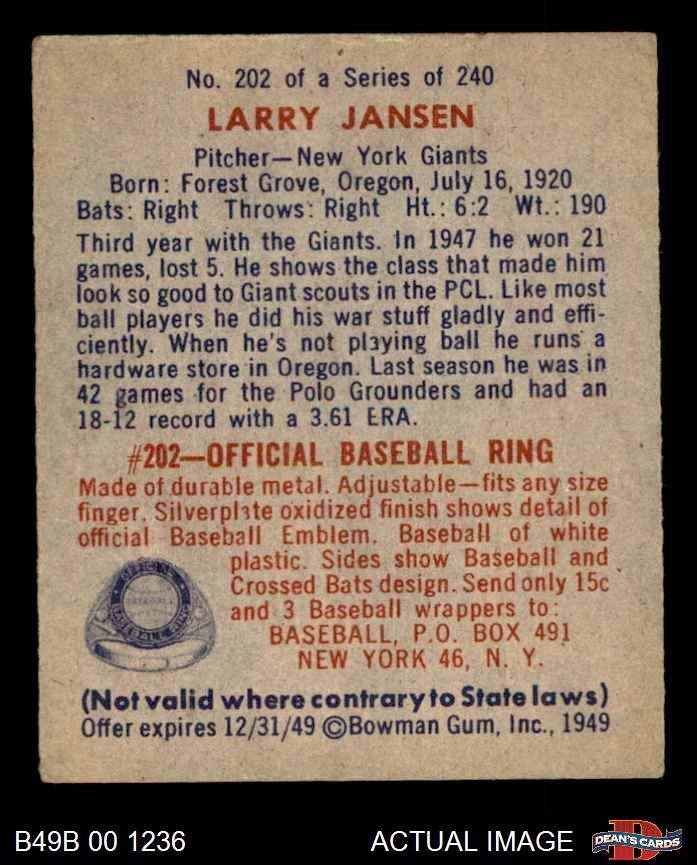 No. 202 of a Series of 240
LARRY JANSEN
Pitcher—New York Giants
Born: Forest Grove, Oregon, July 16, 1920
Bats: Right Throws: Right Ht.: 6:2 Wt.: 190
Third year with the Giants. In 1947 he won 21
games, lost 5. He shows the class that made him
look so good to Giant scouts in the PCL. Like most
ball players he did his war stuff gladly and effi-
ciently. When he's not playing ball he runs a
hardware store in Oregon. Last season he was in
42 games for the Polo Grounders and had an
18-12 record with a 3.61 ERA.
#202—OFFICIAL BASEBALL RING
Made of durable metal. Adjustable—fits any size
finger. Silverplate oxidized finish shows detail of
official Baseball Emblem. Baseball of white
plastic. Sides show Baseball and
Crossed Bats design. Send only 15c
and 3 Baseball wrappers to:
BASEBALL, P.O. BOX 491
NEW YORK 46, N. Y.
OFFICIAL
BASEBALL RING
(Not valid where contrary to State laws)
Offer expires 12/31/49 ©Bowman Gum, Inc., 1949
B49B 00 1236
ACTUAL IMAGE
DEAN'S CARDS